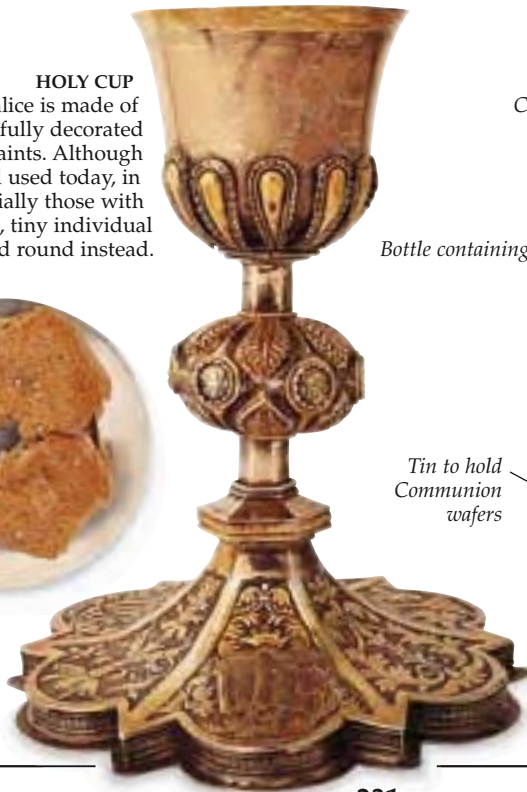 HOLY CUP
alice is made of
fully decorated
aints. Although
l used today, in
ially those with
, tiny individual
d round instead.
C
Bottle containing
Tin to hold
Communion
wafers